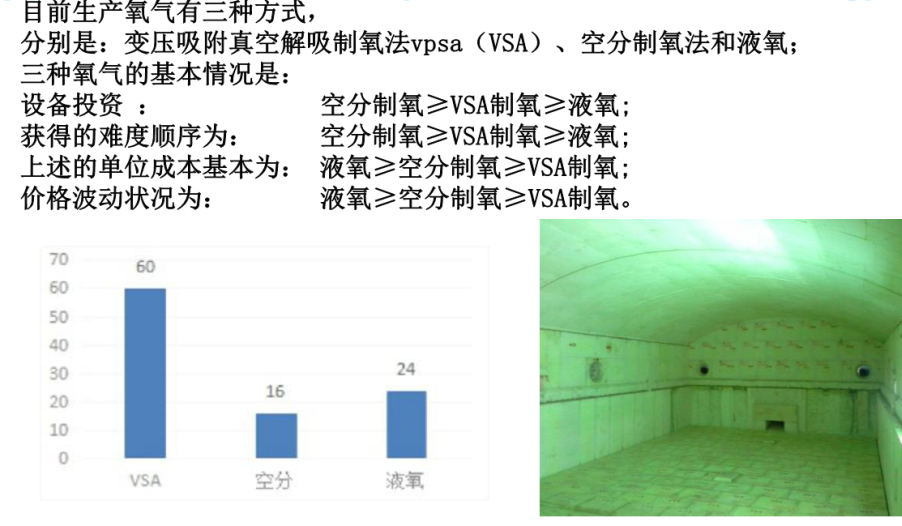 目前生产氧气有三种方式，
分别是：变压吸附真空解吸制氧法vpsa（VSA）、空分制氧法和液氧；
三种氧气的基本情况是：
设备投资 ： 空分制氧≥VSA制氧≥液氧；
获得的难度顺序为： 空分制氧≥VSA制氧≥液氧；
上述的单位成本基本为： 液氧≥空分制氧≥VSA制氧；
价格波动状况为： 液氧≥空分制氧≥VSA制氧。
70
60
50
40
30
20
10
0
60
16
24
VSA 空分 液氧